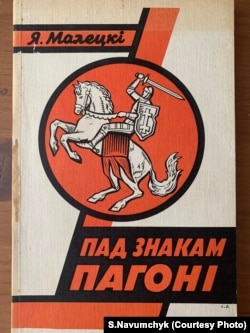 Я. Малецкі
ПАД ЗНАКАМ
ПАГОНІ
S.Navumchyk (Courtesy Photo)